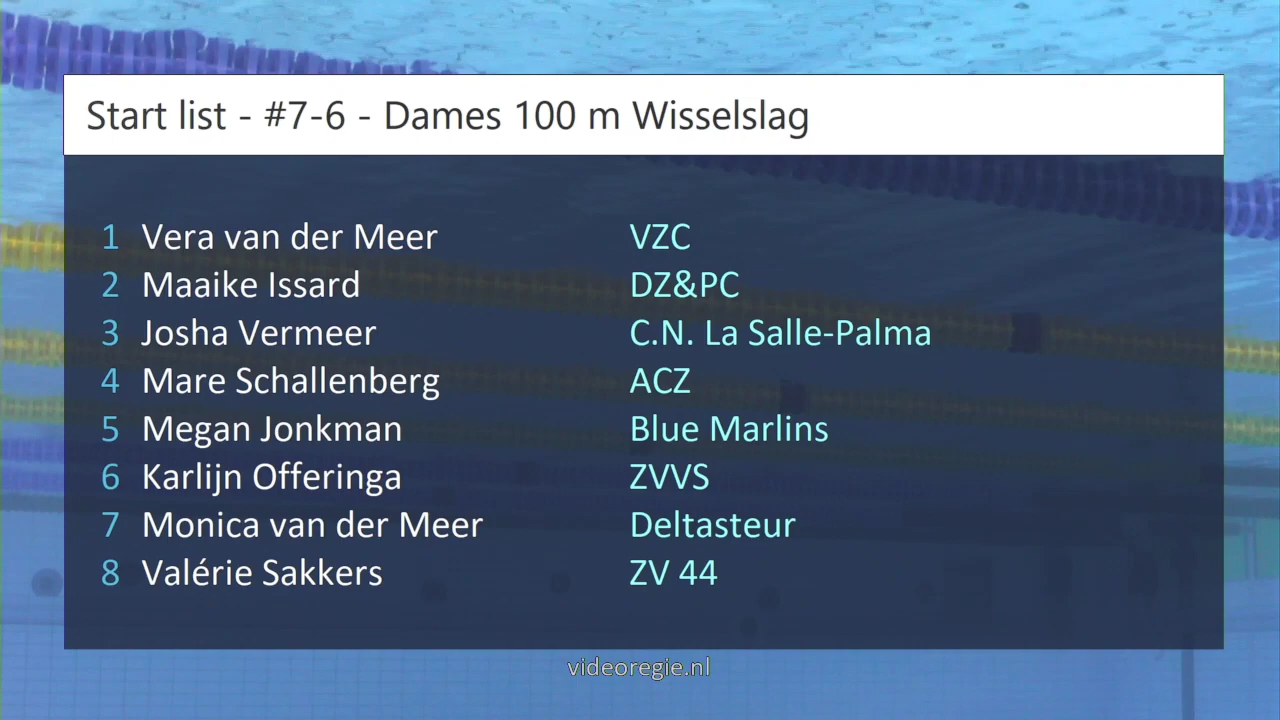 Start list - #7-6 - Dames 100 m Wisselslag
1 Vera van der Meer VZC
2 Maaike Issard DZ&PC
3 Josha Vermeer C.N. La Salle-Palma
4 Mare Schallenberg ACZ
5 Megan Jonkman Blue Marlins
6 Karlijn Offeringa ZVVS
7 Monica van der Meer Deltasteur
8 Valérie Sakkers ZV 44
videoregie.nl